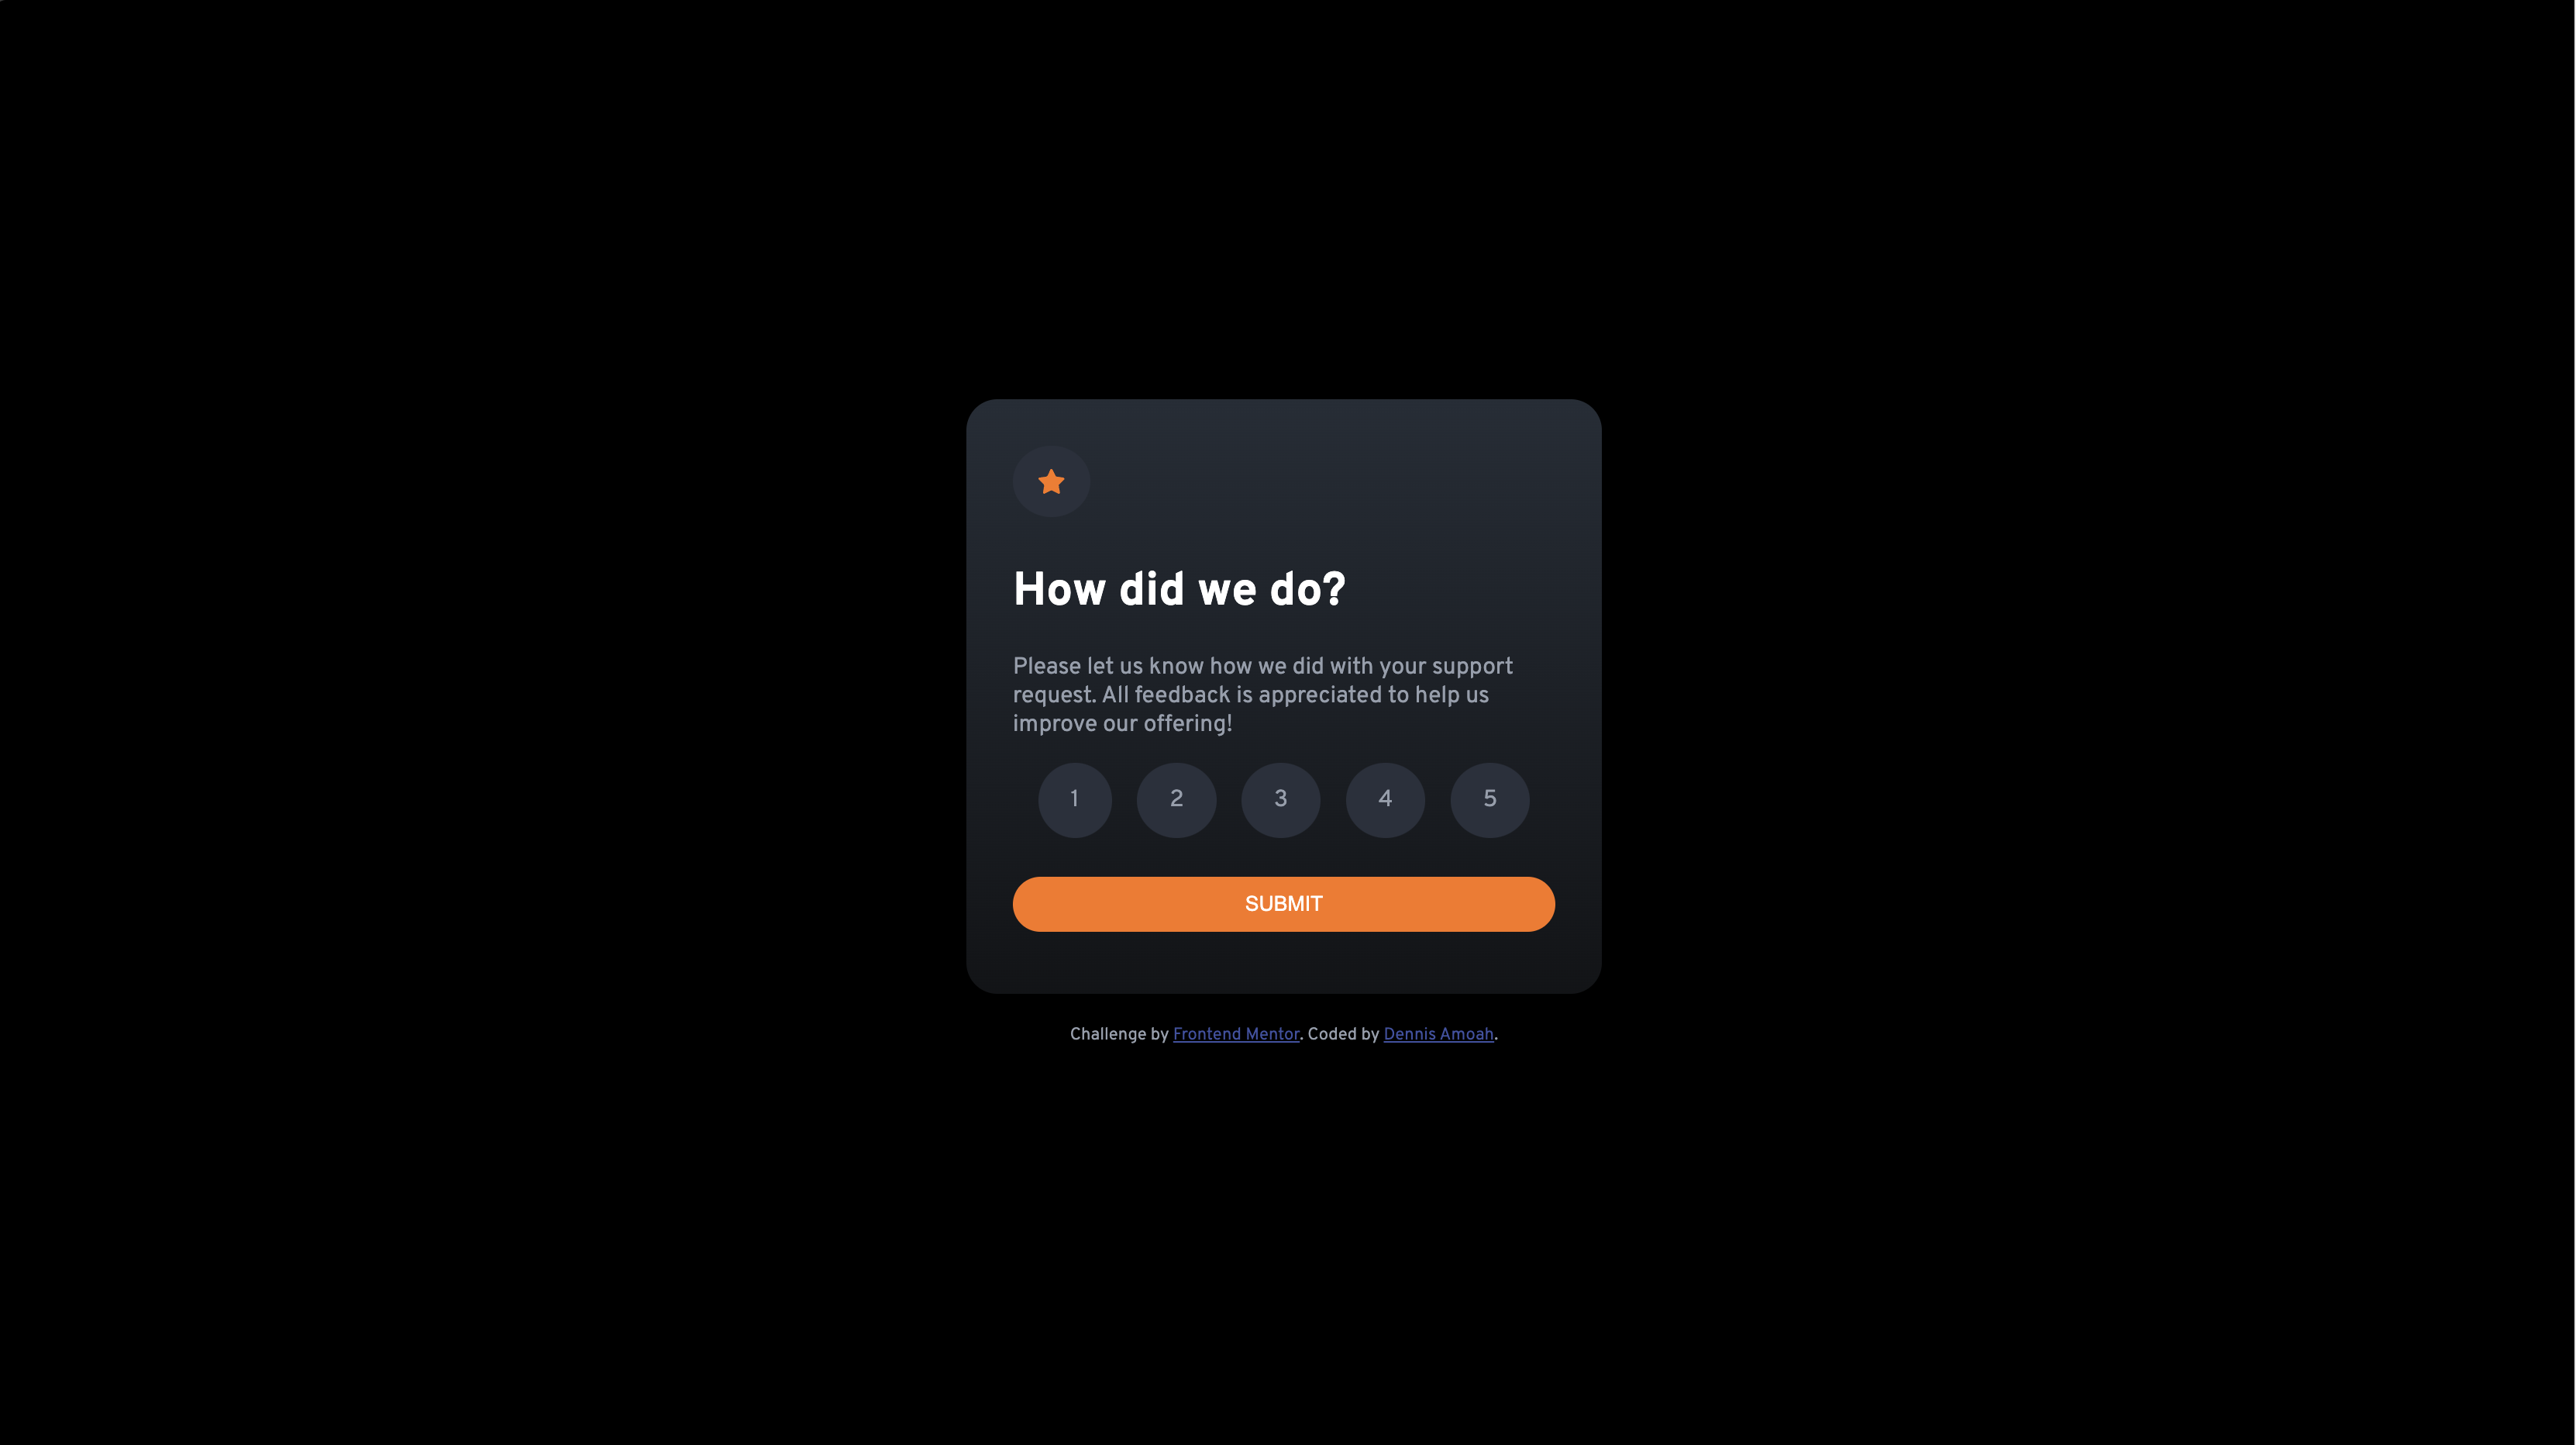 How did we do?
Please let us know how we did with your support
request. All feedback is appreciated to help us
improve our offering!
1 2 3 4 5
SUBMIT
Challenge by Frontend Mentor. Coded by Dennis Amoah.